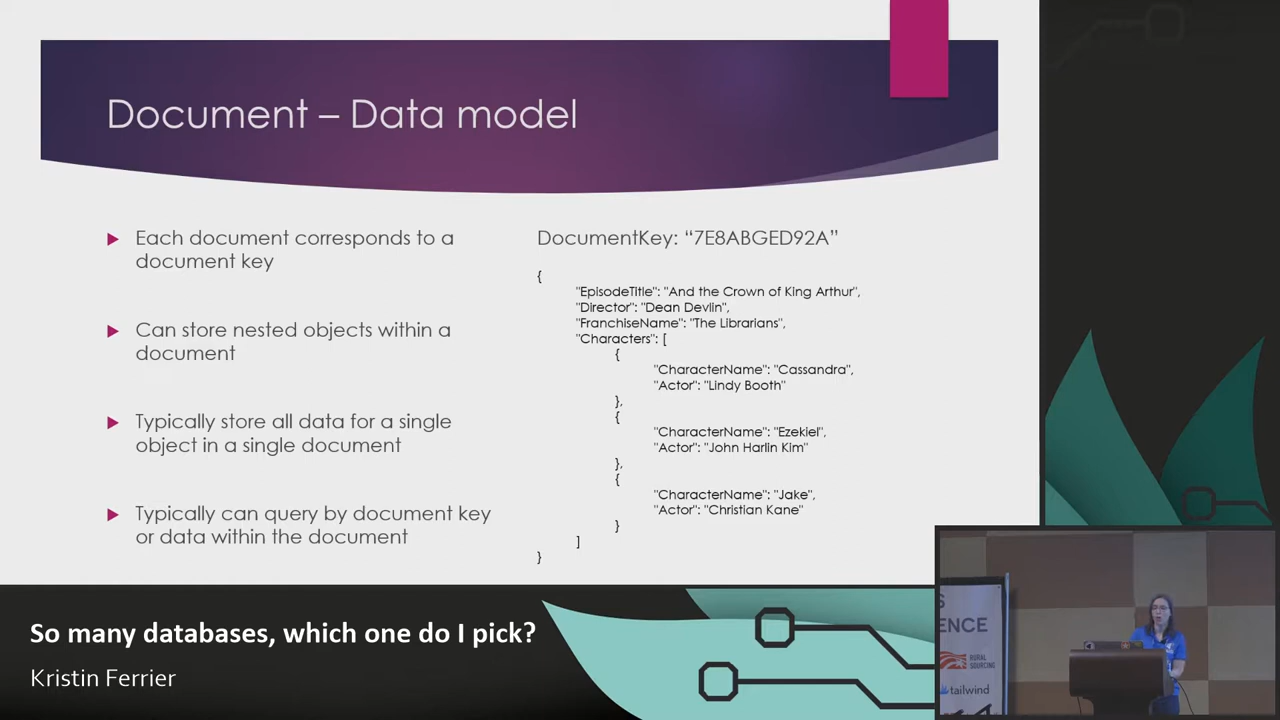 Document – Data model
Each document corresponds to a
document key
Can store nested objects within a
document
Typically store all data for a single
object in a single document
Typically can query by document key
or data within the document
DocumentKey: “7E8ABGED92A”
{
"EpisodeTitle": "And the Crown of King Arthur",
"Director": "Dean Devlin",
"FranchiseName": "The Librarians",
"Characters": [
{
"CharacterName": "Cassandra",
"Actor": "Lindy Booth"
},
{
"CharacterName": "Ezekiel",
"Actor": "John Harlin Kim"
},
{
"CharacterName": "Jake",
"Actor": "Christian Kane"
}
]
}
So many databases, which one do I pick?
Kristin Ferrier
S
ENCE
RURAL
SOURCING
tailwind